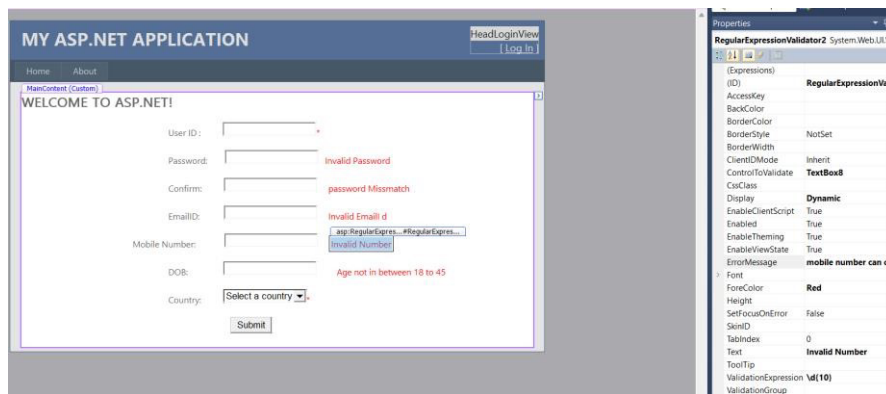 MY ASP.NET APPLICATION
HeadLoginView
[ Log In ]
Home About
MainContent (Custom)
WELCOME TO ASP.NET!
User ID : *
Password: Invalid Password
Confirm: password Missmatch
EmailID: Invalid EmailI d
asp:RegularExpres...#RegularExpres...
Mobile Number: Invalid Number
DOB: Age not in between 18 to 45
Country: Select a country *
Submit
Properties
RegularExpressionValidator2 System.Web.UI.
(Expressions)
(ID) RegularExpressionVa
AccessKey
BackColor
BorderColor
BorderStyle NotSet
BorderWidth
ClientIDMode Inherit
ControlToValidate TextBox8
CssClass
Display Dynamic
EnableClientScript True
Enabled True
EnableTheming True
EnableViewState True
ErrorMessage mobile number can
Font
ForeColor Red
Height
SetFocusOnError False
SkinID
TabIndex 0
Text Invalid Number
ToolTip
ValidationExpression \d{10}
ValidationGroup